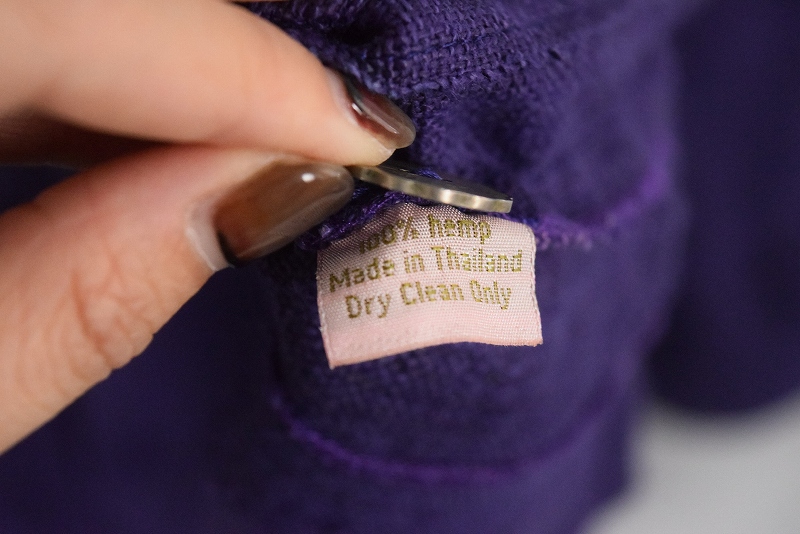 100% hemp
Made in Thailand
Dry Clean Only